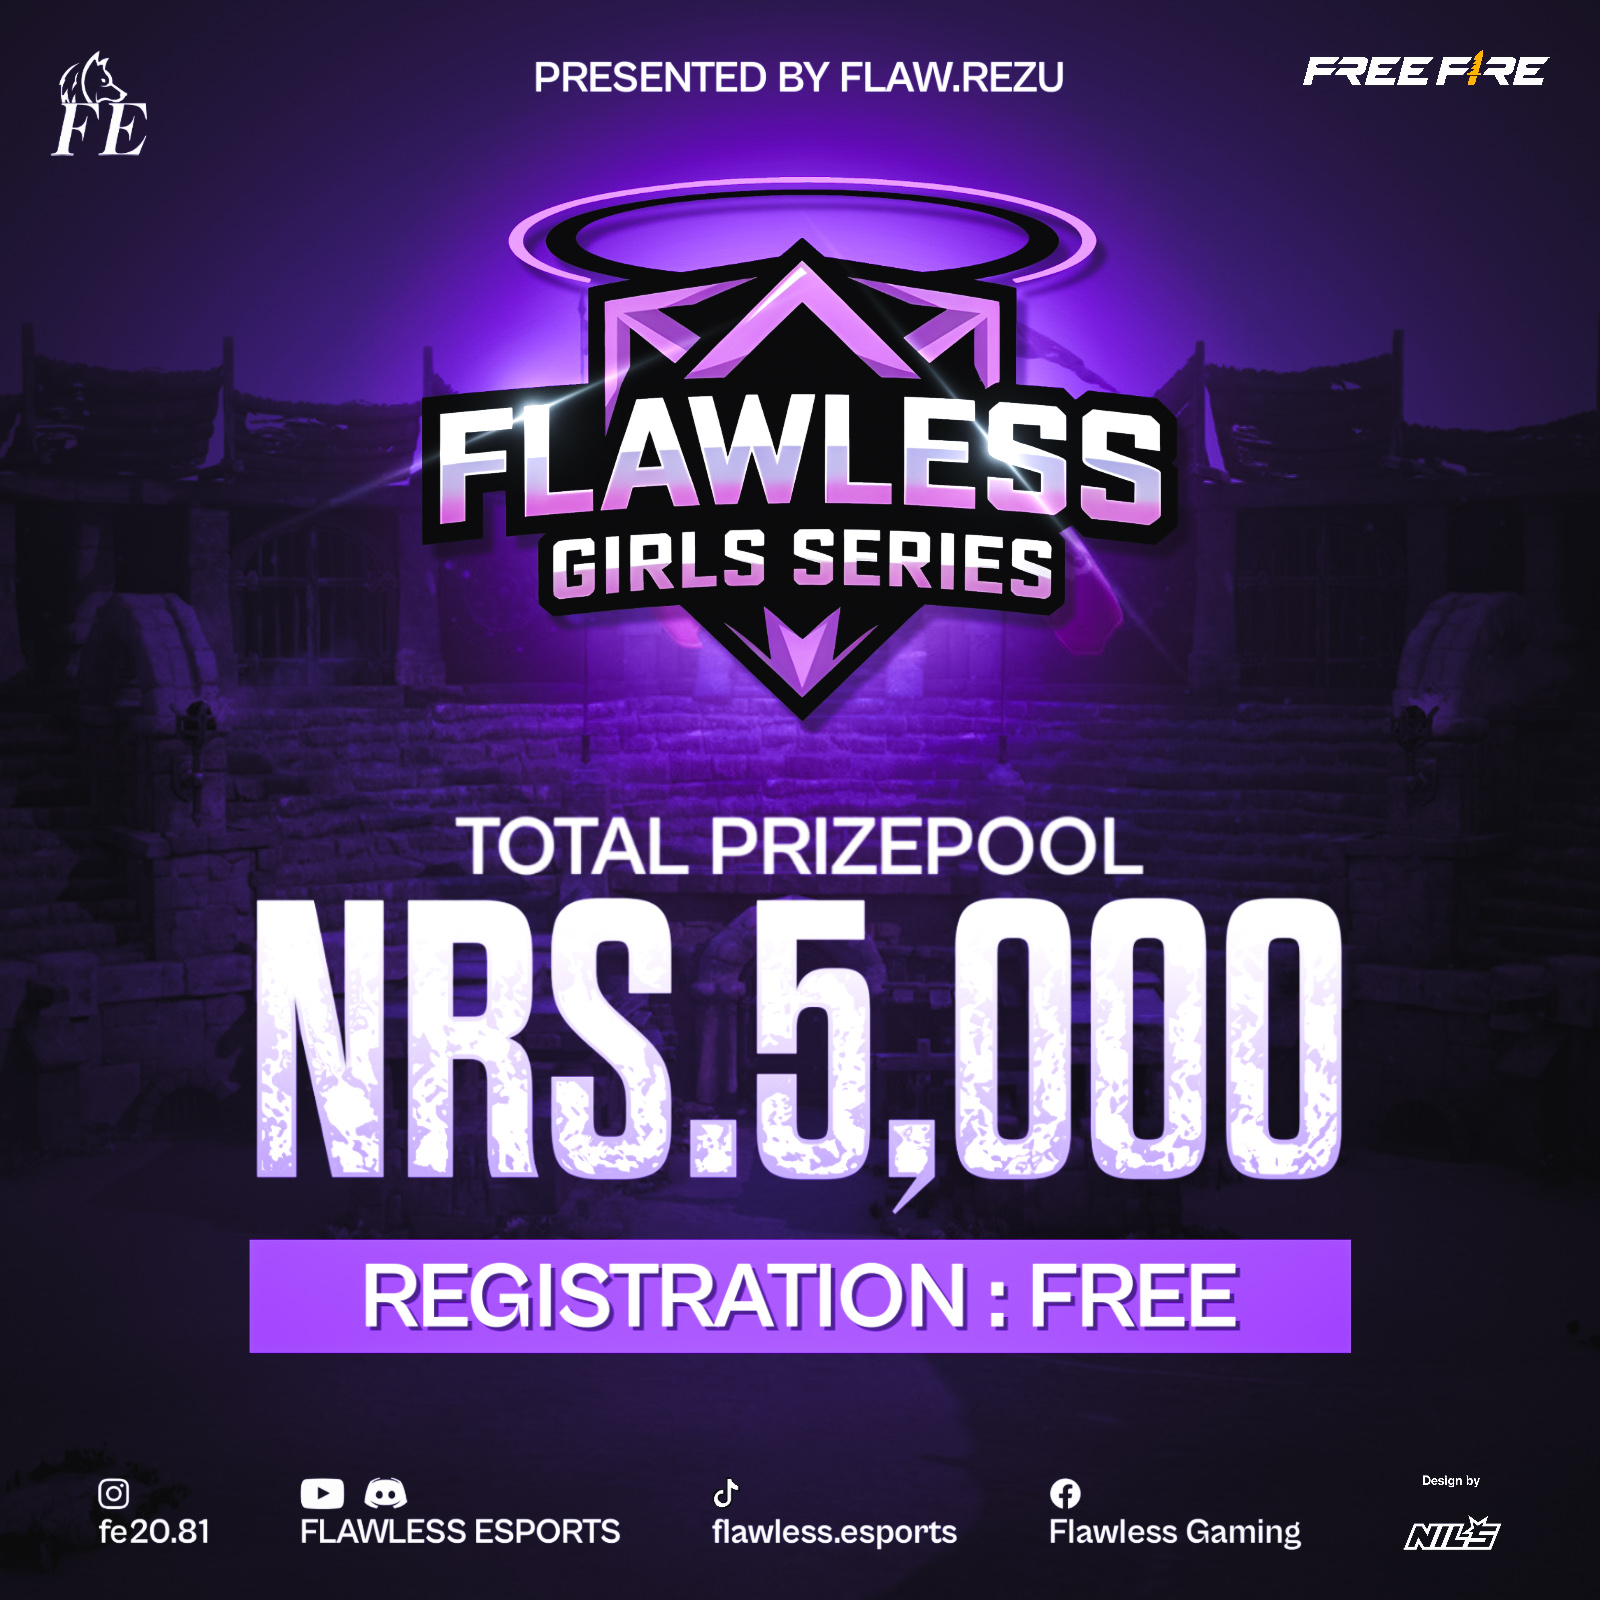 FE
PRESENTED BY FLAW.REZU
FREE FIRE
FLAWLESS
GIRLS SERIES
TOTAL PRIZEPOOL
NRS.5,000
REGISTRATION : FREE
fe20.81
FLAWLESS ESPORTS
flawless.esports
Flawless Gaming
Design by
NILS